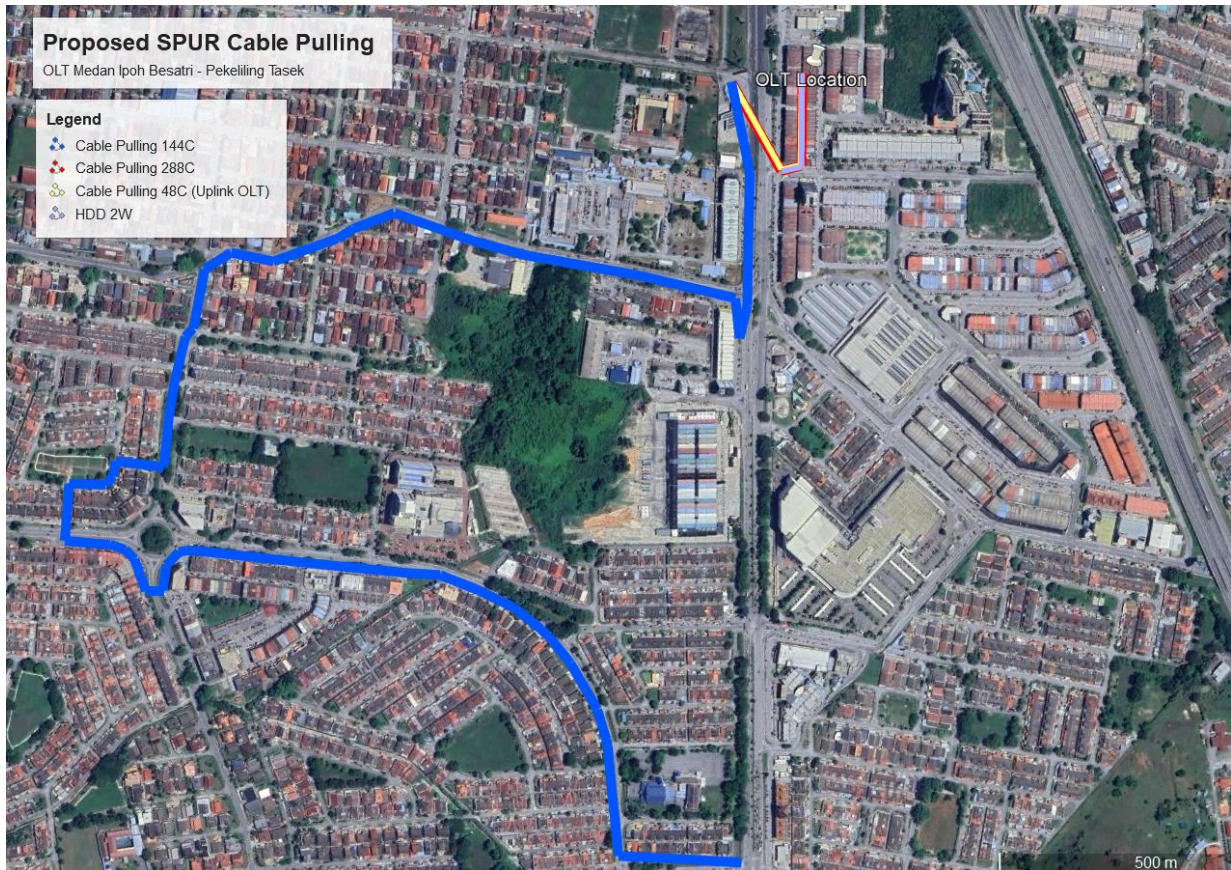 Proposed SPUR Cable Pulling
OLT Medan Ipoh Besatri - Pekeliling Tasek
Legend
Cable Pulling 144C
Cable Pulling 288C
Cable Pulling 48C (Uplink OLT)
HDD 2W
OLT Location
500 m